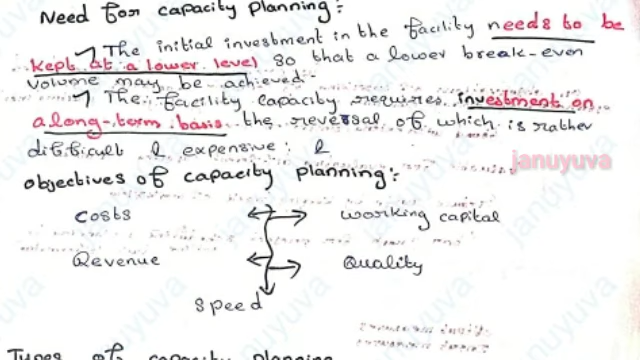 Need for capacity planning:
→ The initial investment in the facility needs to be
kept at a lower level so that a lower break-even
volume may be achieved.
→ The facility capacity requires investment on
a long-term basis the reversal of which is rather
difficult & expensive: &
januyuva
objectives of capacity planning:
costs working capital
Revenue Quality
Speed
Types of capacity planning